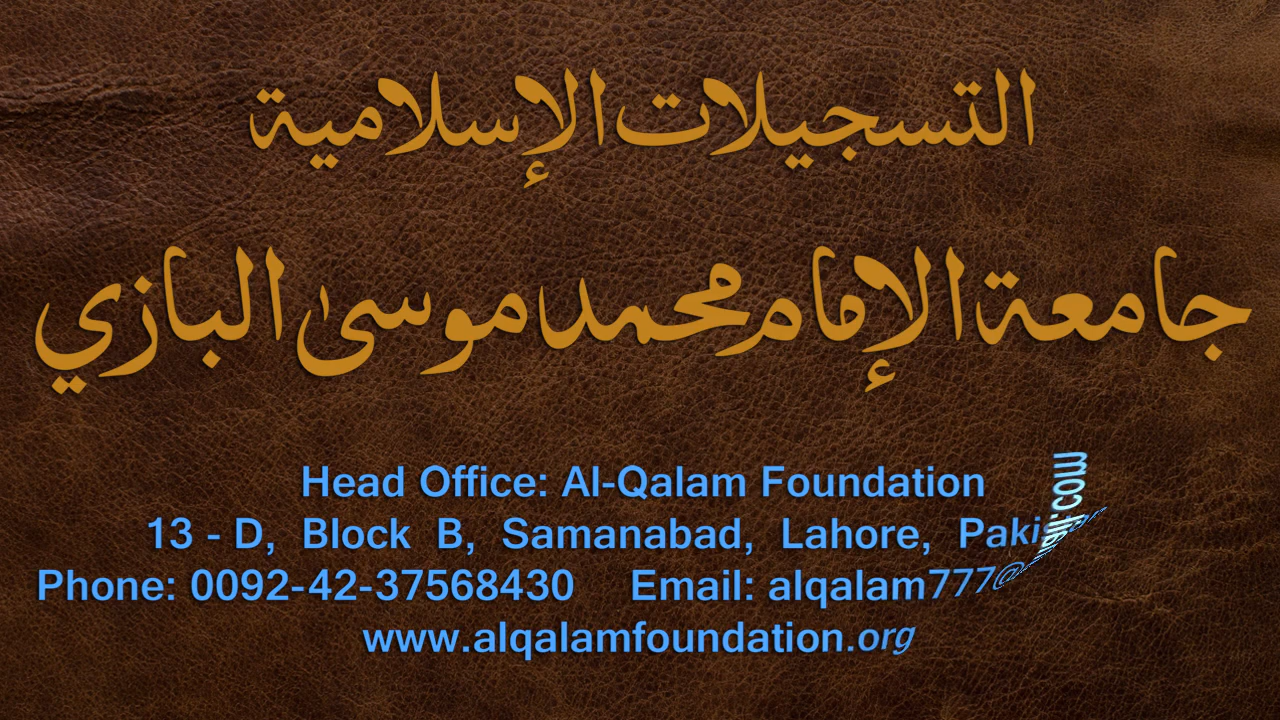 التسجيلات الإسلامية
جامعة الإمام محمد موسىٰ البازي
Head Office: Al-Qalam Foundation
13 - D, Block B, Samanabad, Lahore,
Phone: 0092-42-37568430 Email: alqalam777@
www.alqalamfoundation.org